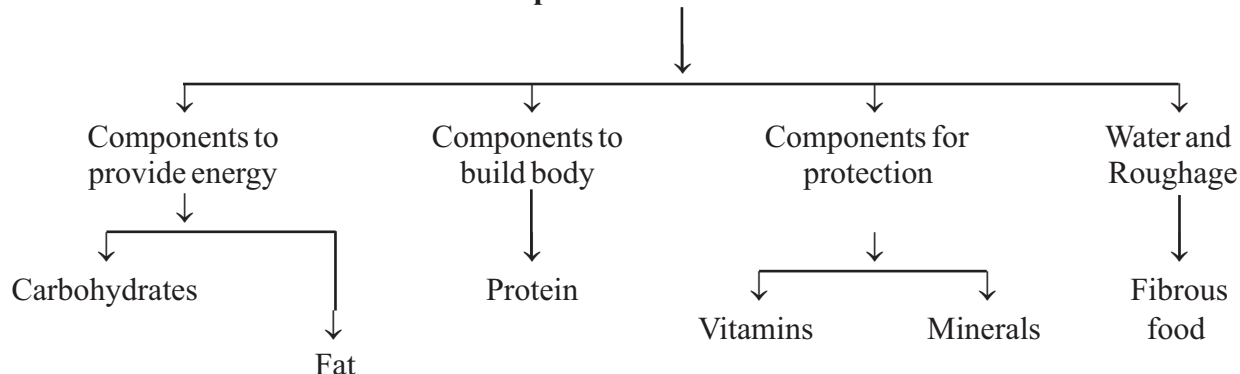 Components to
provide energy
Components to
build body
Components for
protection
Water and
Roughage
Carbohydrates
Fat
Protein
Vitamins
Minerals
Fibrous
food